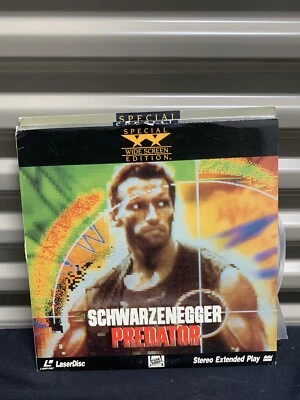 SPECIAL
SPECIAL
WIDE SCREEN
EDITION
W
SCHWARZENEGGER
PREDATOR
LaserDisc
Stereo Extended Play